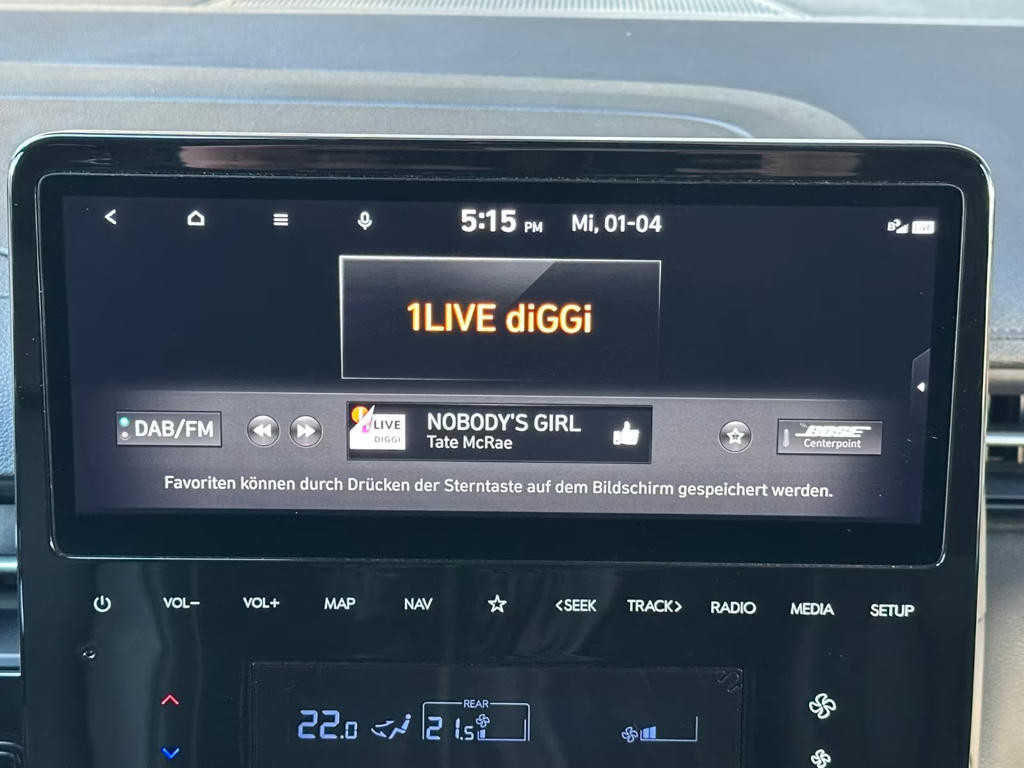 5:15 PM Mi, 01-04
LIVE
1LIVE diGGi
DAB/FM
LIVE
DIGGI
NOBODY'S GIRL
Tate McRae
BOSE
Centerpoint
Favoriten können durch Drücken der Sterntaste auf dem Bildschirm gespeichert werden.
VOL− VOL+ MAP NAV <SEEK TRACK> RADIO MEDIA SETUP
REAR
22.0 21.5